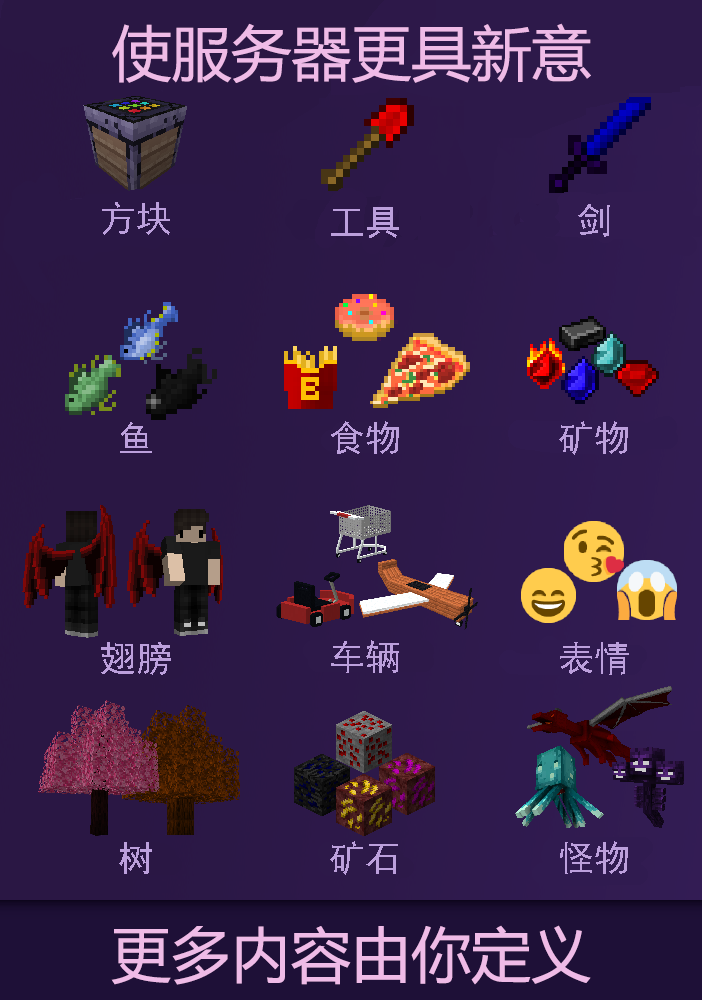 使服务器更具新意
方块 工具 剑
鱼 食物 矿物
翅膀 车辆 表情
树 矿石 怪物
更多内容由你定义